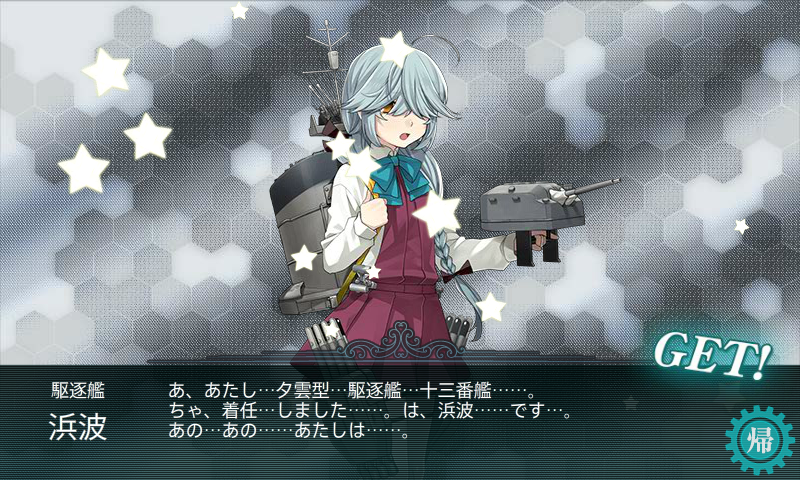 GET!
駆逐艦
浜波
あ、あたし…夕雲型…駆逐艦…十三番艦……。
ちゃ、着任…しました……。は、浜波……です…。
あの…あの……あたしは……。
帰